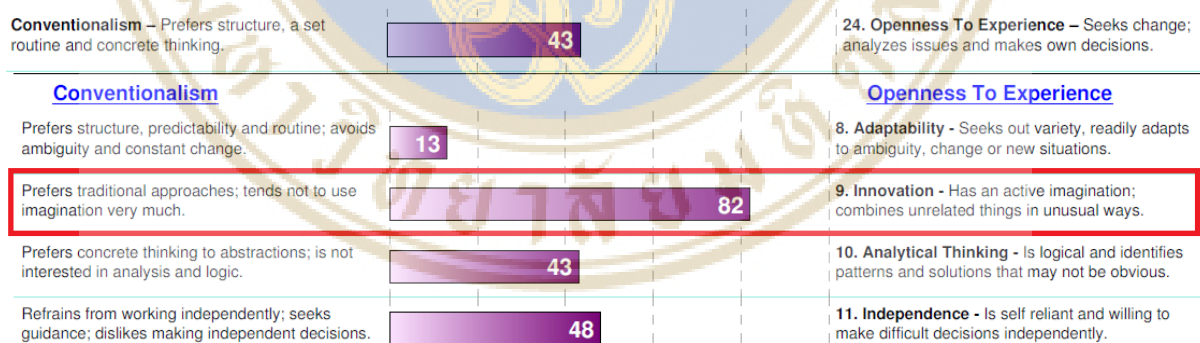 Conventionalism – Prefers structure, a set
routine and concrete thinking.
43
24. Openness To Experience – Seeks change;
analyzes issues and makes own decisions.
Conventionalism
Openness To Experience
Prefers structure, predictability and routine; avoids
ambiguity and constant change.
13
8. Adaptability - Seeks out variety, readily adapts
to ambiguity, change or new situations.
Prefers traditional approaches; tends not to use
imagination very much.
82
9. Innovation - Has an active imagination;
combines unrelated things in unusual ways.
Prefers concrete thinking to abstractions; is not
interested in analysis and logic.
43
10. Analytical Thinking - Is logical and identifies
patterns and solutions that may not be obvious.
Refrains from working independently; seeks
guidance; dislikes making independent decisions.
48
11. Independence - Is self reliant and willing to
make difficult decisions independently.